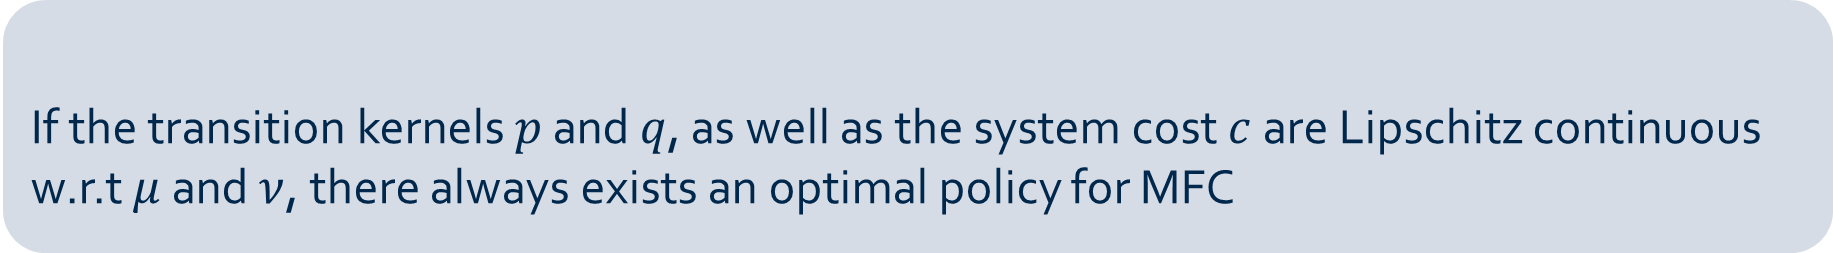 If the transition kernels 𝑝 and 𝑞, as well as the system cost 𝑐 are Lipschitz continuous
w.r.t 𝜇 and 𝜈, there always exists an optimal policy for MFC